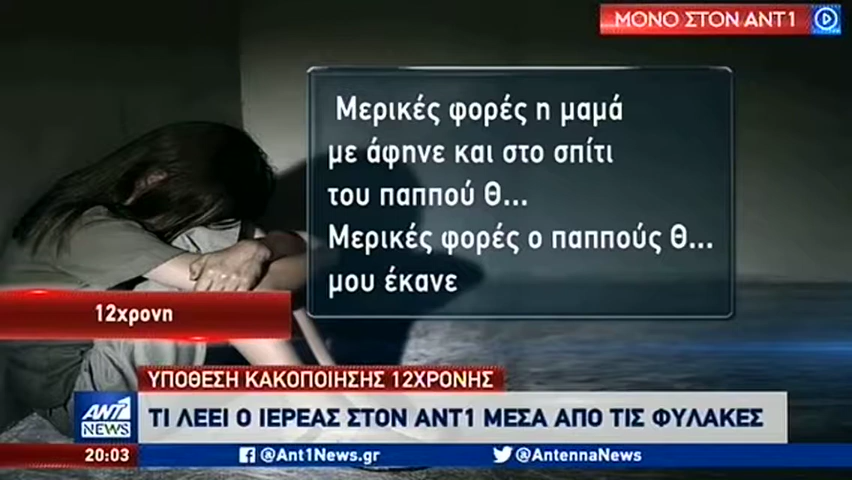 ΜΟΝΟ ΣΤΟΝ ΑΝΤ1
Μερικές φορές η μαμά
με άφηνε και στο σπίτι
του παππού Θ...
Μερικές φορές ο παππούς Θ...
μου έκανε
12χρονη
ΥΠΟΘΕΣΗ ΚΑΚΟΠΟΙΗΣΗΣ 12ΧΡΟΝΗΣ
ΑΝΤ1 NEWS
ΤΙ ΛΕΕΙ Ο ΙΕΡΕΑΣ ΣΤΟΝ ΑΝΤ1 ΜΕΣΑ ΑΠΟ ΤΙΣ ΦΥΛΑΚΕΣ
20:03 @Ant1News.gr @AntennaNews